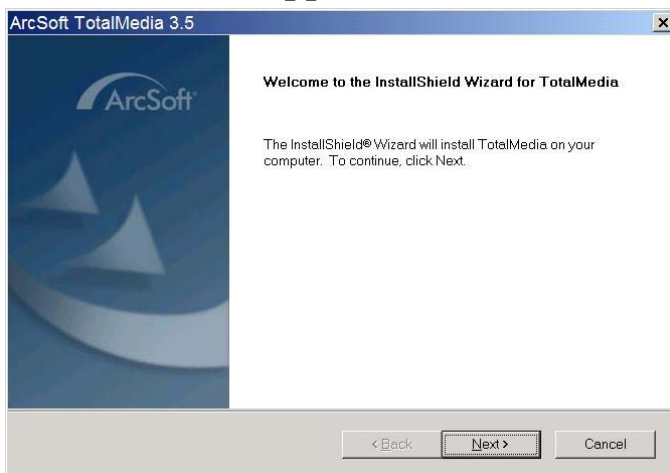 ArcSoft TotalMedia 3.5
ArcSoft
Welcome to the InstallShield Wizard for TotalMedia
The InstallShield® Wizard will install TotalMedia on your
computer. To continue, click Next.
< Back
Next >
Cancel